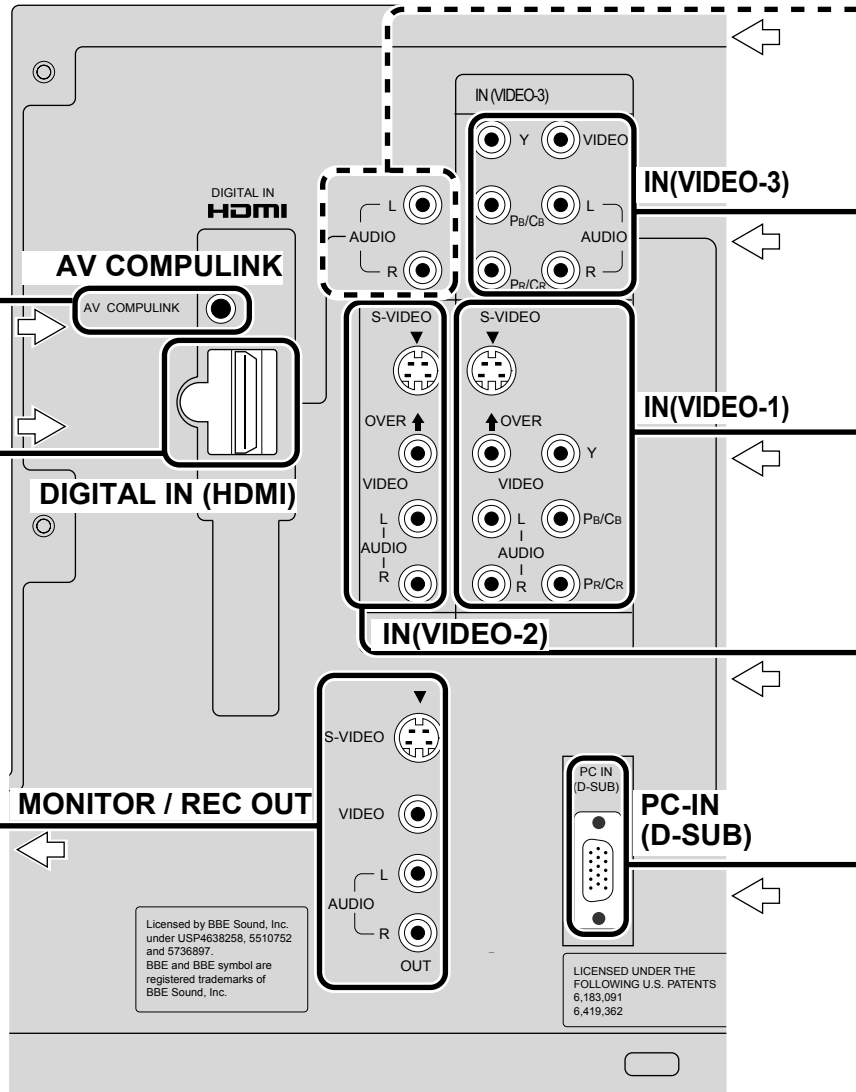 IN (VIDEO-3)
Y
VIDEO
IN(VIDEO-3)
PB/CB
L
AUDIO
PR/CR
R
DIGITAL IN
HDMI
L
AUDIO
R
AV COMPULINK
AV COMPULINK
S-VIDEO
S-VIDEO
IN(VIDEO-1)
OVER
OVER
Y
VIDEO
VIDEO
DIGITAL IN (HDMI)
L
AUDIO
R
L
AUDIO
R
PB/CB
PR/CR
IN(VIDEO-2)
S-VIDEO
MONITOR / REC OUT
VIDEO
L
AUDIO
R
OUT
PC IN
(D-SUB)
PC-IN
(D-SUB)
Licensed by BBE Sound, Inc.
under USP4638258, 5510752
and 5736897.
BBE and BBE symbol are
registered trademarks of
BBE Sound, Inc.
LICENSED UNDER THE
FOLLOWING U.S. PATENTS
6,183,091
6,419,362